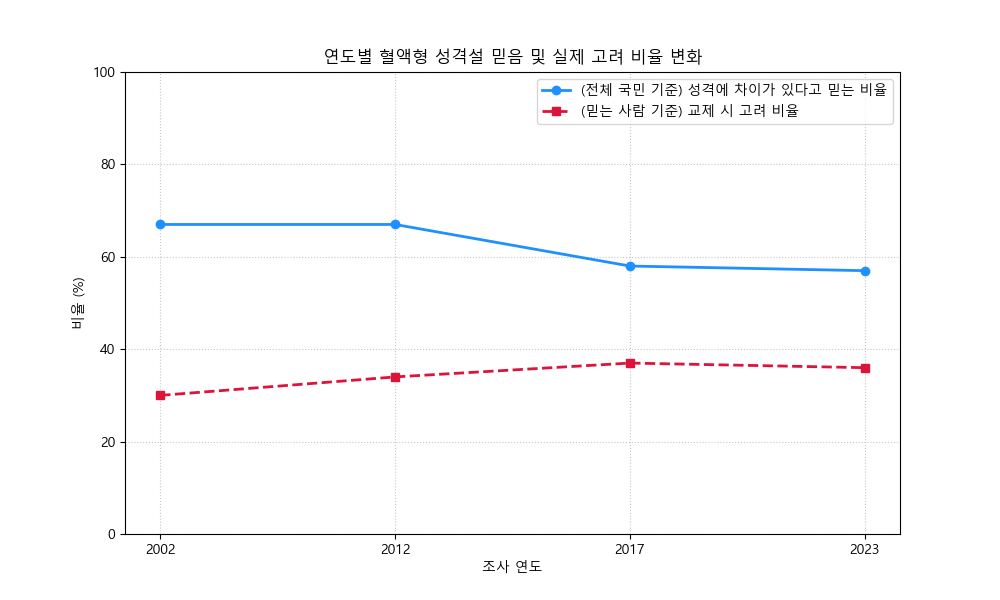 연도별 혈액형 성격설 믿음 및 실제 고려 비율 변화
(전체 국민 기준) 성격에 차이가 있다고 믿는 비율
(믿는 사람 기준) 교제 시 고려 비율
비율 (%)
100
80
60
40
20
0
2002 2012 2017 2023
조사 연도